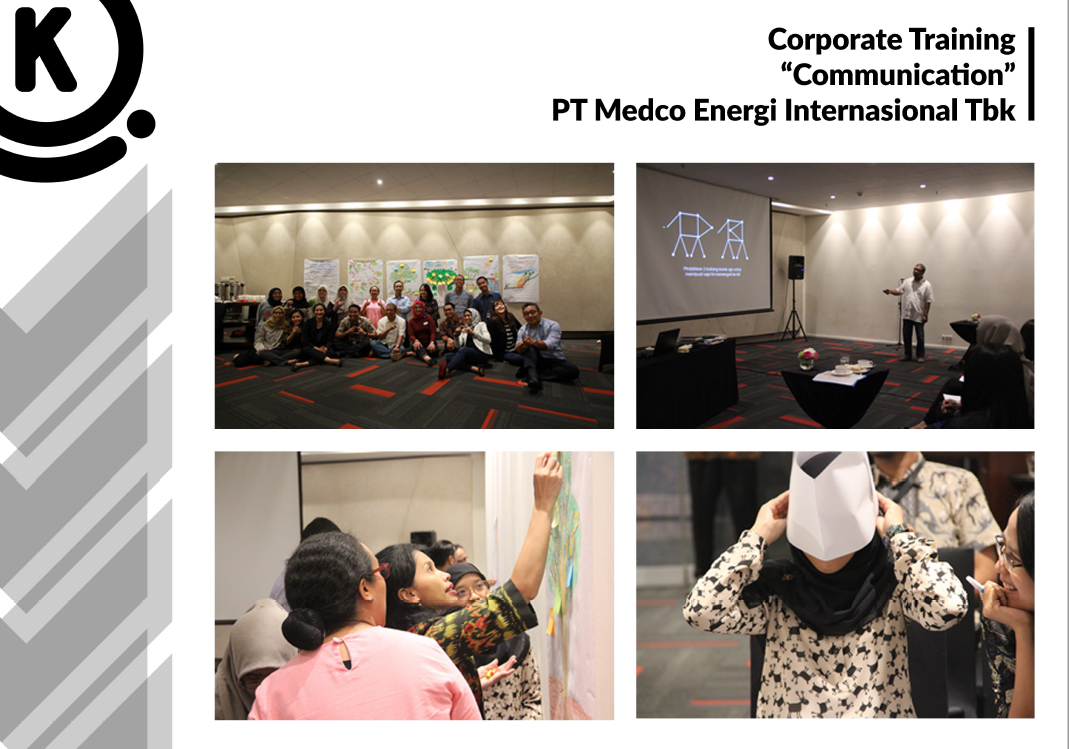 K
Corporate Training
“Communication”
PT Medco Energi Internasional Tbk